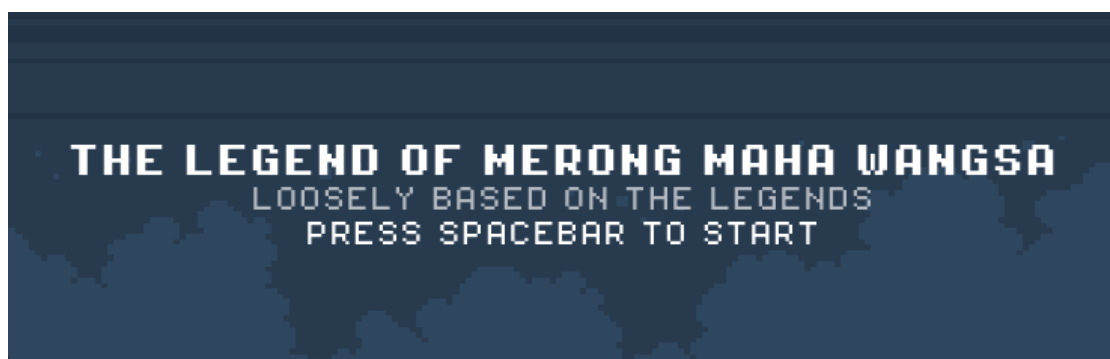 THE LEGEND OF MERONG MAHA WANGSA
LOOSELY BASED ON THE LEGENDS
PRESS SPACEBAR TO START